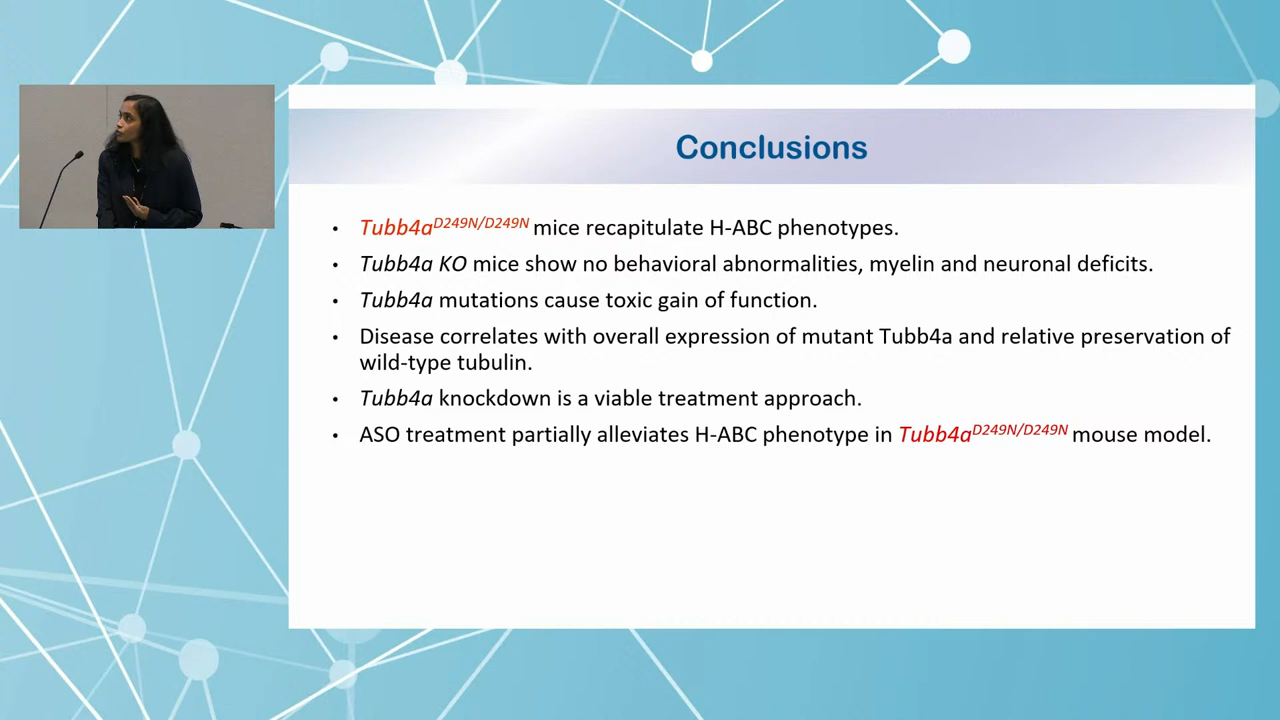 Conclusions
• Tubb4aD249N/D249N mice recapitulate H-ABC phenotypes.
• Tubb4a KO mice show no behavioral abnormalities, myelin and neuronal deficits.
• Tubb4a mutations cause toxic gain of function.
• Disease correlates with overall expression of mutant Tubb4a and relative preservation of
wild-type tubulin.
• Tubb4a knockdown is a viable treatment approach.
• ASO treatment partially alleviates H-ABC phenotype in Tubb4aD249N/D249N mouse model.